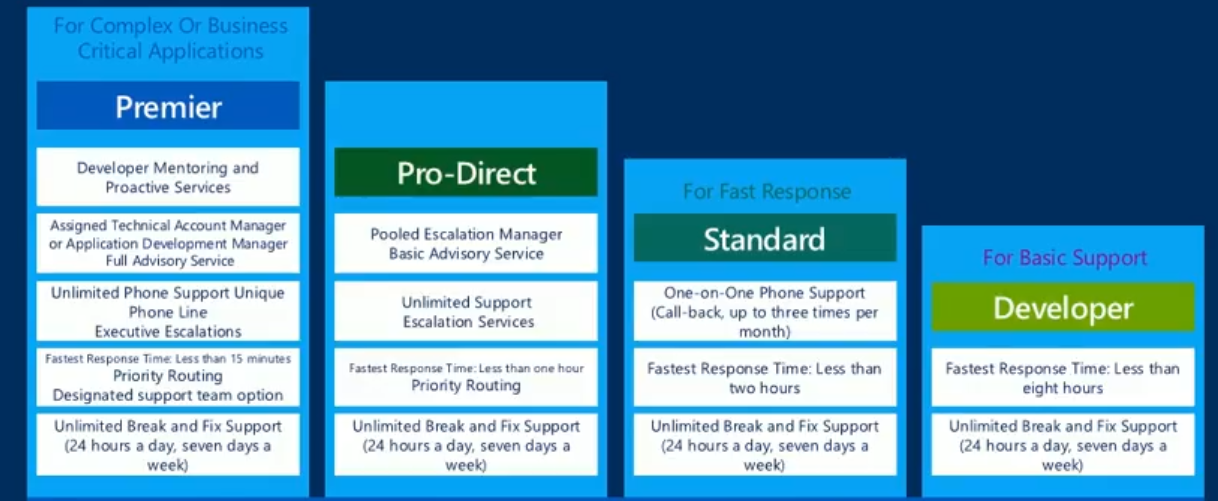 For Complex Or Business
Critical Applications
Premier
Developer Mentoring and
Proactive Services
Assigned Technical Account Manager
or Application Development Manager
Full Advisory Service
Unlimited Phone Support Unique
Phone Line
Executive Escalations
Fastest Response Time: Less than 15 minutes
Priority Routing
Designated support team option
Unlimited Break and Fix Support
(24 hours a day, seven days a
week)
Pro-Direct
Pooled Escalation Manager
Basic Advisory Service
Unlimited Support
Escalation Services
Fastest Response Time: Less than one hour
Priority Routing
Unlimited Break and Fix Support
(24 hours a day, seven days a
week)
For Fast Response
Standard
One-on-One Phone Support
(Call-back, up to three times per
month)
Fastest Response Time: Less than
two hours
Unlimited Break and Fix Support
(24 hours a day, seven days a
week)
For Basic Support
Developer
Fastest Response Time: Less than
eight hours
Unlimited Break and Fix Support
(24 hours a day, seven days a
week)